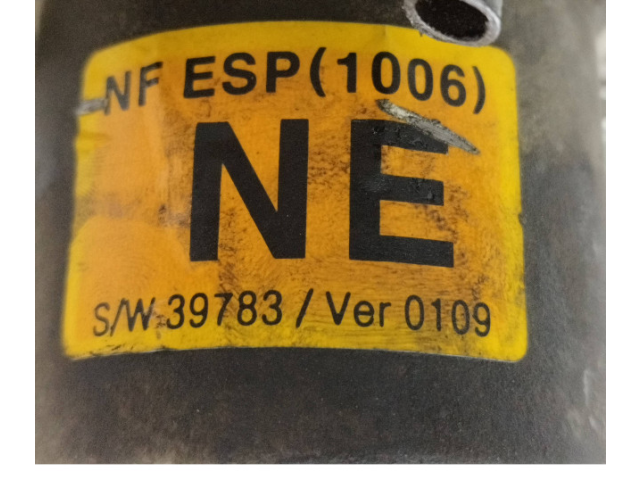 NF ESP(1006)
NE
S/W 39783 / Ver 0109